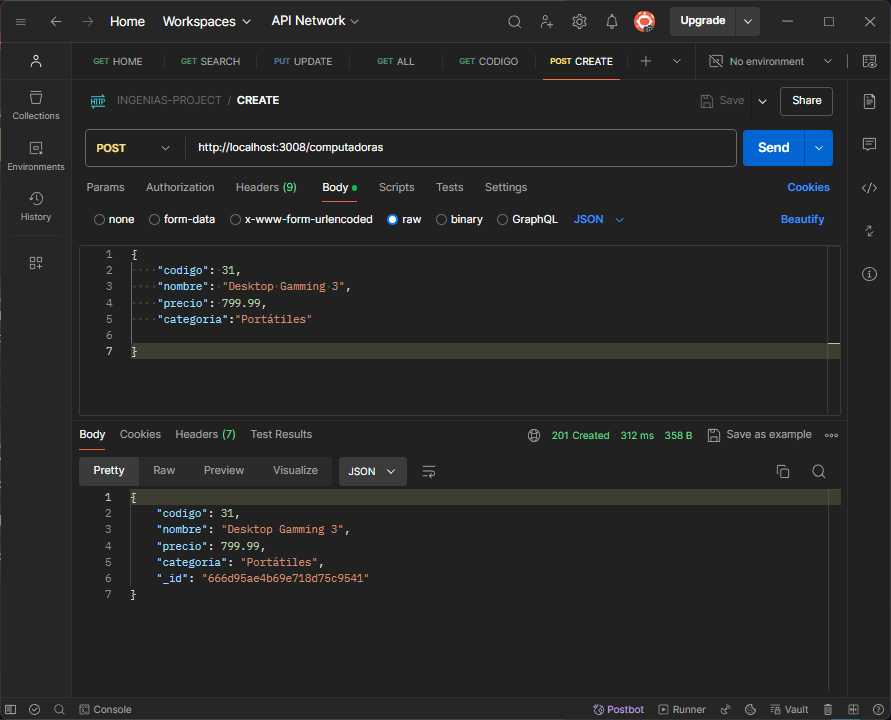 Home Workspaces API Network Upgrade
GET HOME GET SEARCH PUT UPDATE GET ALL GET CODIGO POST CREATE No environment
HTTP INGENIAS-PROJECT / CREATE Save Share
Collections
Environments
History
POST http://localhost:3008/computadoras Send
Params Authorization Headers (9) Body Scripts Tests Settings Cookies
none form-data x-www-form-urlencoded raw binary GraphQL JSON Beautify
1 {
2 "codigo": 31,
3 "nombre": "Desktop Gamming 3",
4 "precio": 799.99,
5 "categoria":"Portátiles"
6
7 }
Body Cookies Headers (7) Test Results 201 Created 312 ms 358 B Save as example
Pretty Raw Preview Visualize JSON
1 {
2 "codigo": 31,
3 "nombre": "Desktop Gamming 3",
4 "precio": 799.99,
5 "categoria": "Portátiles",
6 "_id": "666d95ae4b69e718d75c9541"
7 }
Console Postbot Runner Vault